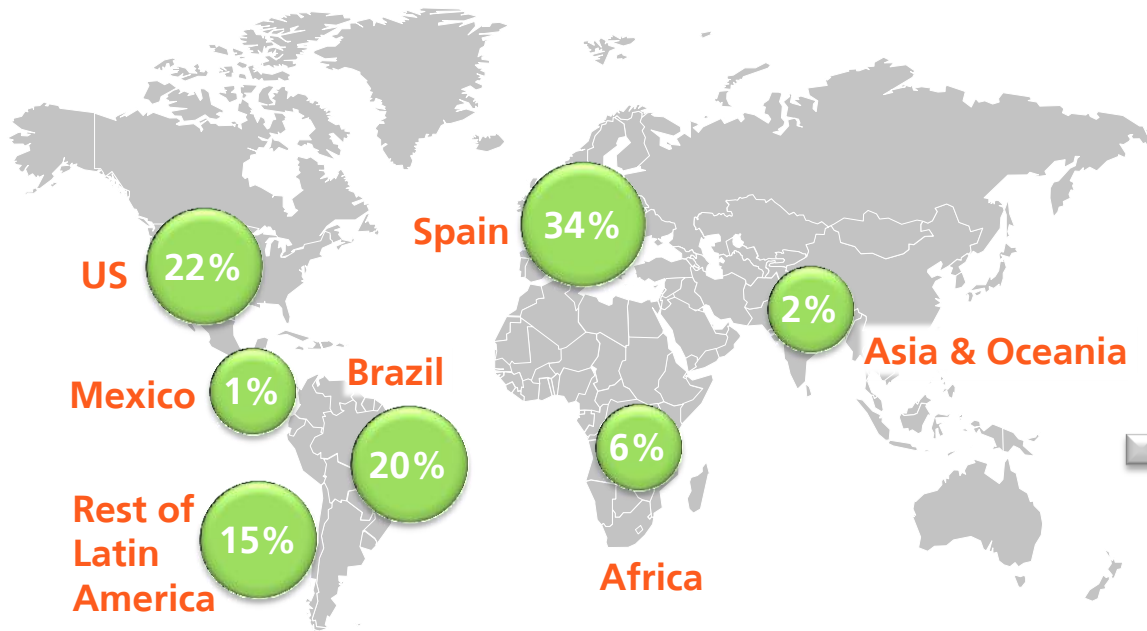 Spain
34%
US
22%
2%
Asia & Oceania
Brazil
Mexico
1%
20%
6%
Rest of
Latin
America
15%
Africa